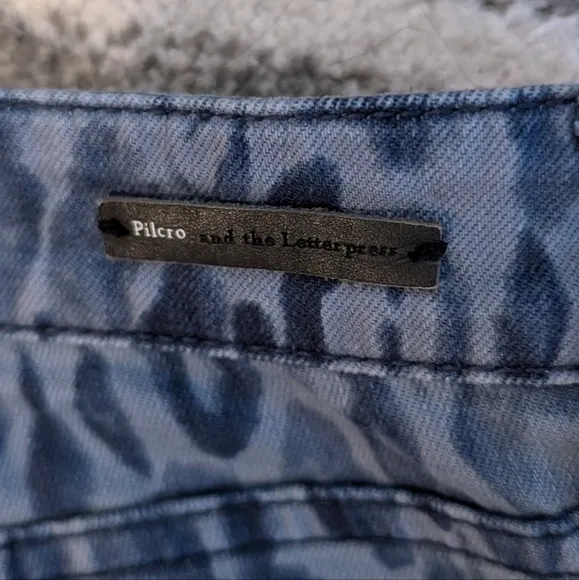 Pilcro and the Letterpress